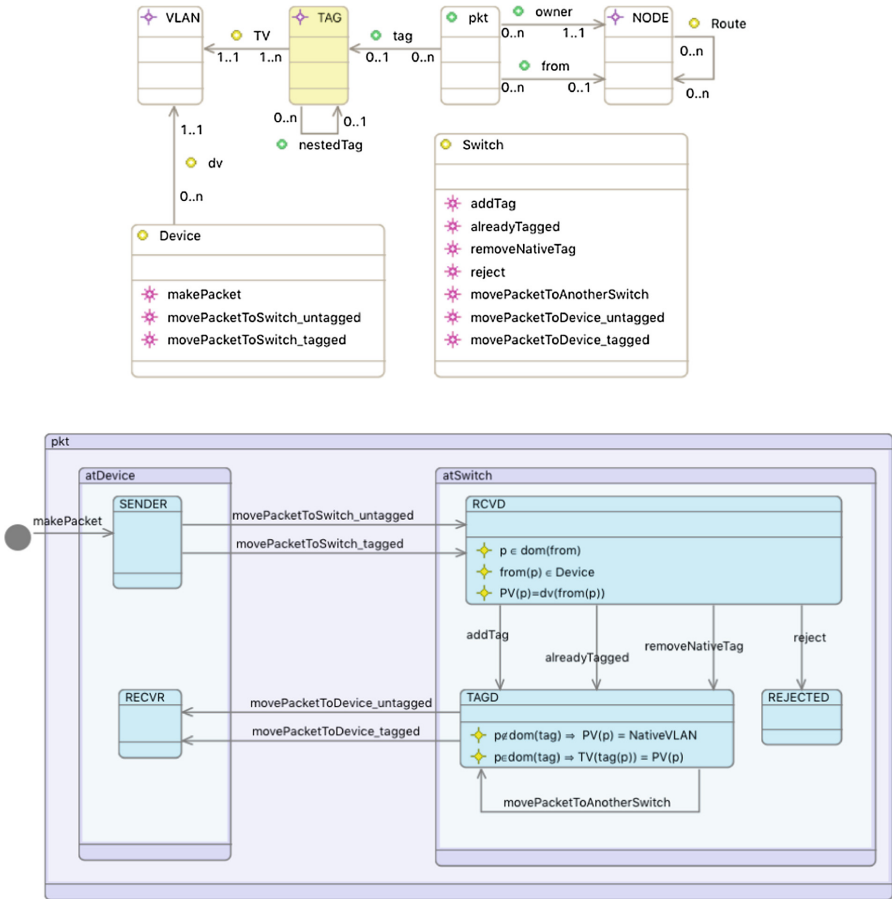 VLAN
TV
1..1
1..n
TAG
tag
0..1
0..n
pkt
owner
0..n
1..1
from
0..n
0..1
NODE
Route
0..n
0..n
0..n
0..1
nestedTag
1..1
dv
0..n
Device
makePacket
movePacketToSwitch_untagged
movePacketToSwitch_tagged
Switch
addTag
alreadyTagged
removeNativeTag
reject
movePacketToAnotherSwitch
movePacketToDevice_untagged
movePacketToDevice_tagged
pkt
atDevice
atSwitch
makePacket
SENDER
movePacketToSwitch_untagged
movePacketToSwitch_tagged
RCVD
p ∈ dom(from)
from(p) ∈ Device
PV(p)=dv(from(p))
addTag
alreadyTagged
removeNativeTag
reject
RECVR
movePacketToDevice_untagged
movePacketToDevice_tagged
TAGD
p∉dom(tag) ⇒ PV(p) = NativeVLAN
p∈dom(tag) ⇒ TV(tag(p)) = PV(p)
REJECTED
movePacketToAnotherSwitch